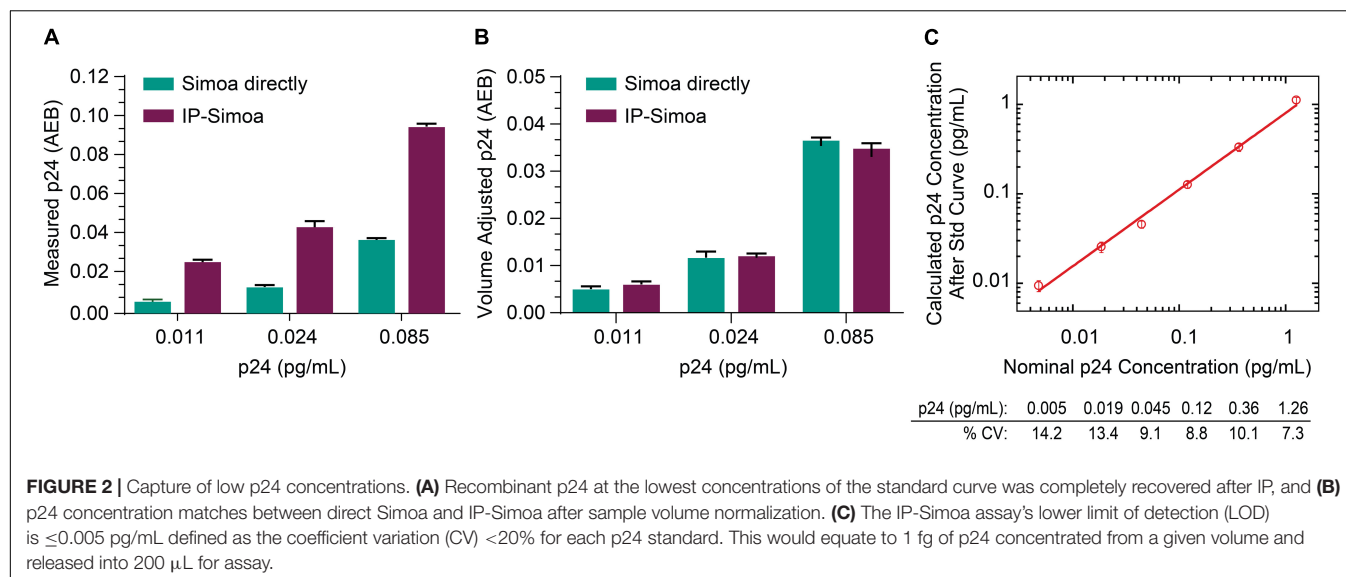 A
Measured p24 (AEB)
0.12
0.10
0.08
0.06
0.04
0.02
0.00
Simoa directly
IP-Simoa
0.011 0.024 0.085
p24 (pg/mL)
B
Volume Adjusted p24 (AEB)
0.05
0.04
0.03
0.02
0.01
0.00
Simoa directly
IP-Simoa
0.011 0.024 0.085
p24 (pg/mL)
C
Calculated p24 Concentration
After Std Curve (pg/mL)
1
0.1
0.01
0.01 0.1 1
Nominal p24 Concentration (pg/mL)
p24 (pg/mL): 0.005 0.019 0.045 0.12 0.36 1.26
% CV: 14.2 13.4 9.1 8.8 10.1 7.3
FIGURE 2 | Capture of low p24 concentrations. (A) Recombinant p24 at the lowest concentrations of the standard curve was completely recovered after IP, and (B)
p24 concentration matches between direct Simoa and IP-Simoa after sample volume normalization. (C) The IP-Simoa assay's lower limit of detection (LOD)
is ≤0.005 pg/mL defined as the coefficient variation (CV) <20% for each p24 standard. This would equate to 1 fg of p24 concentrated from a given volume and
released into 200 μL for assay.